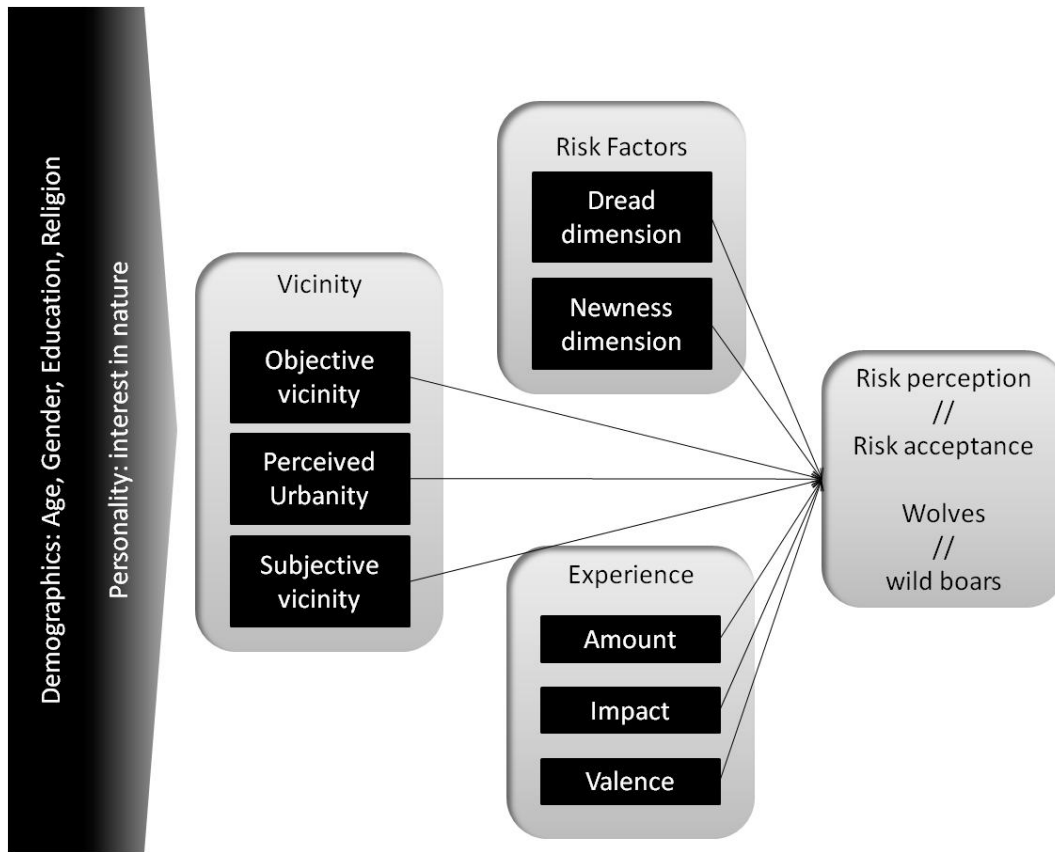 Demographics: Age, Gender, Education, Religion
Personality: interest in nature
Vicinity
Objective
vicinity
Perceived
Urbanity
Subjective
vicinity
Risk Factors
Dread
dimension
Newness
dimension
Experience
Amount
Impact
Valence
Risk perception
//
Risk acceptance
Wolves
//
wild boars